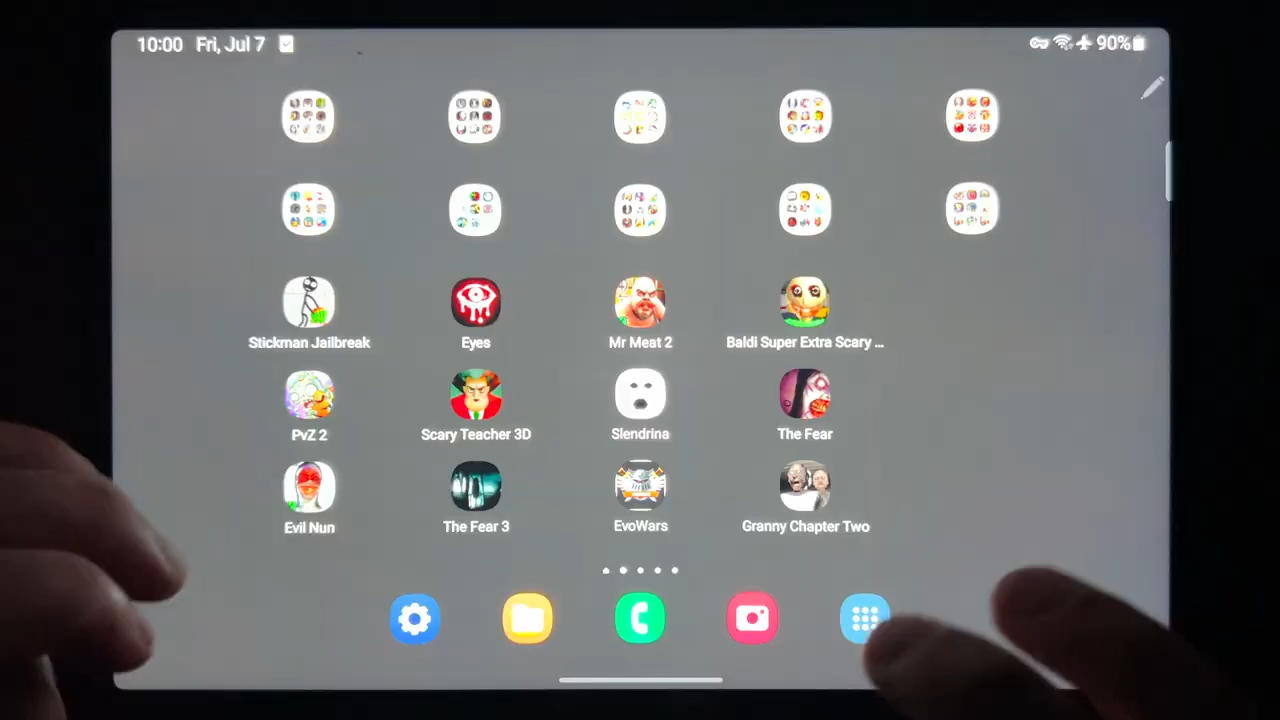 10:00 Fri, Jul 7 90%
Stickman Jailbreak Eyes Mr Meat 2 Baldi Super Extra Scary ...
PvZ 2 Scary Teacher 3D Slendrina The Fear
Evil Nun The Fear 3 EvoWars Granny Chapter Two